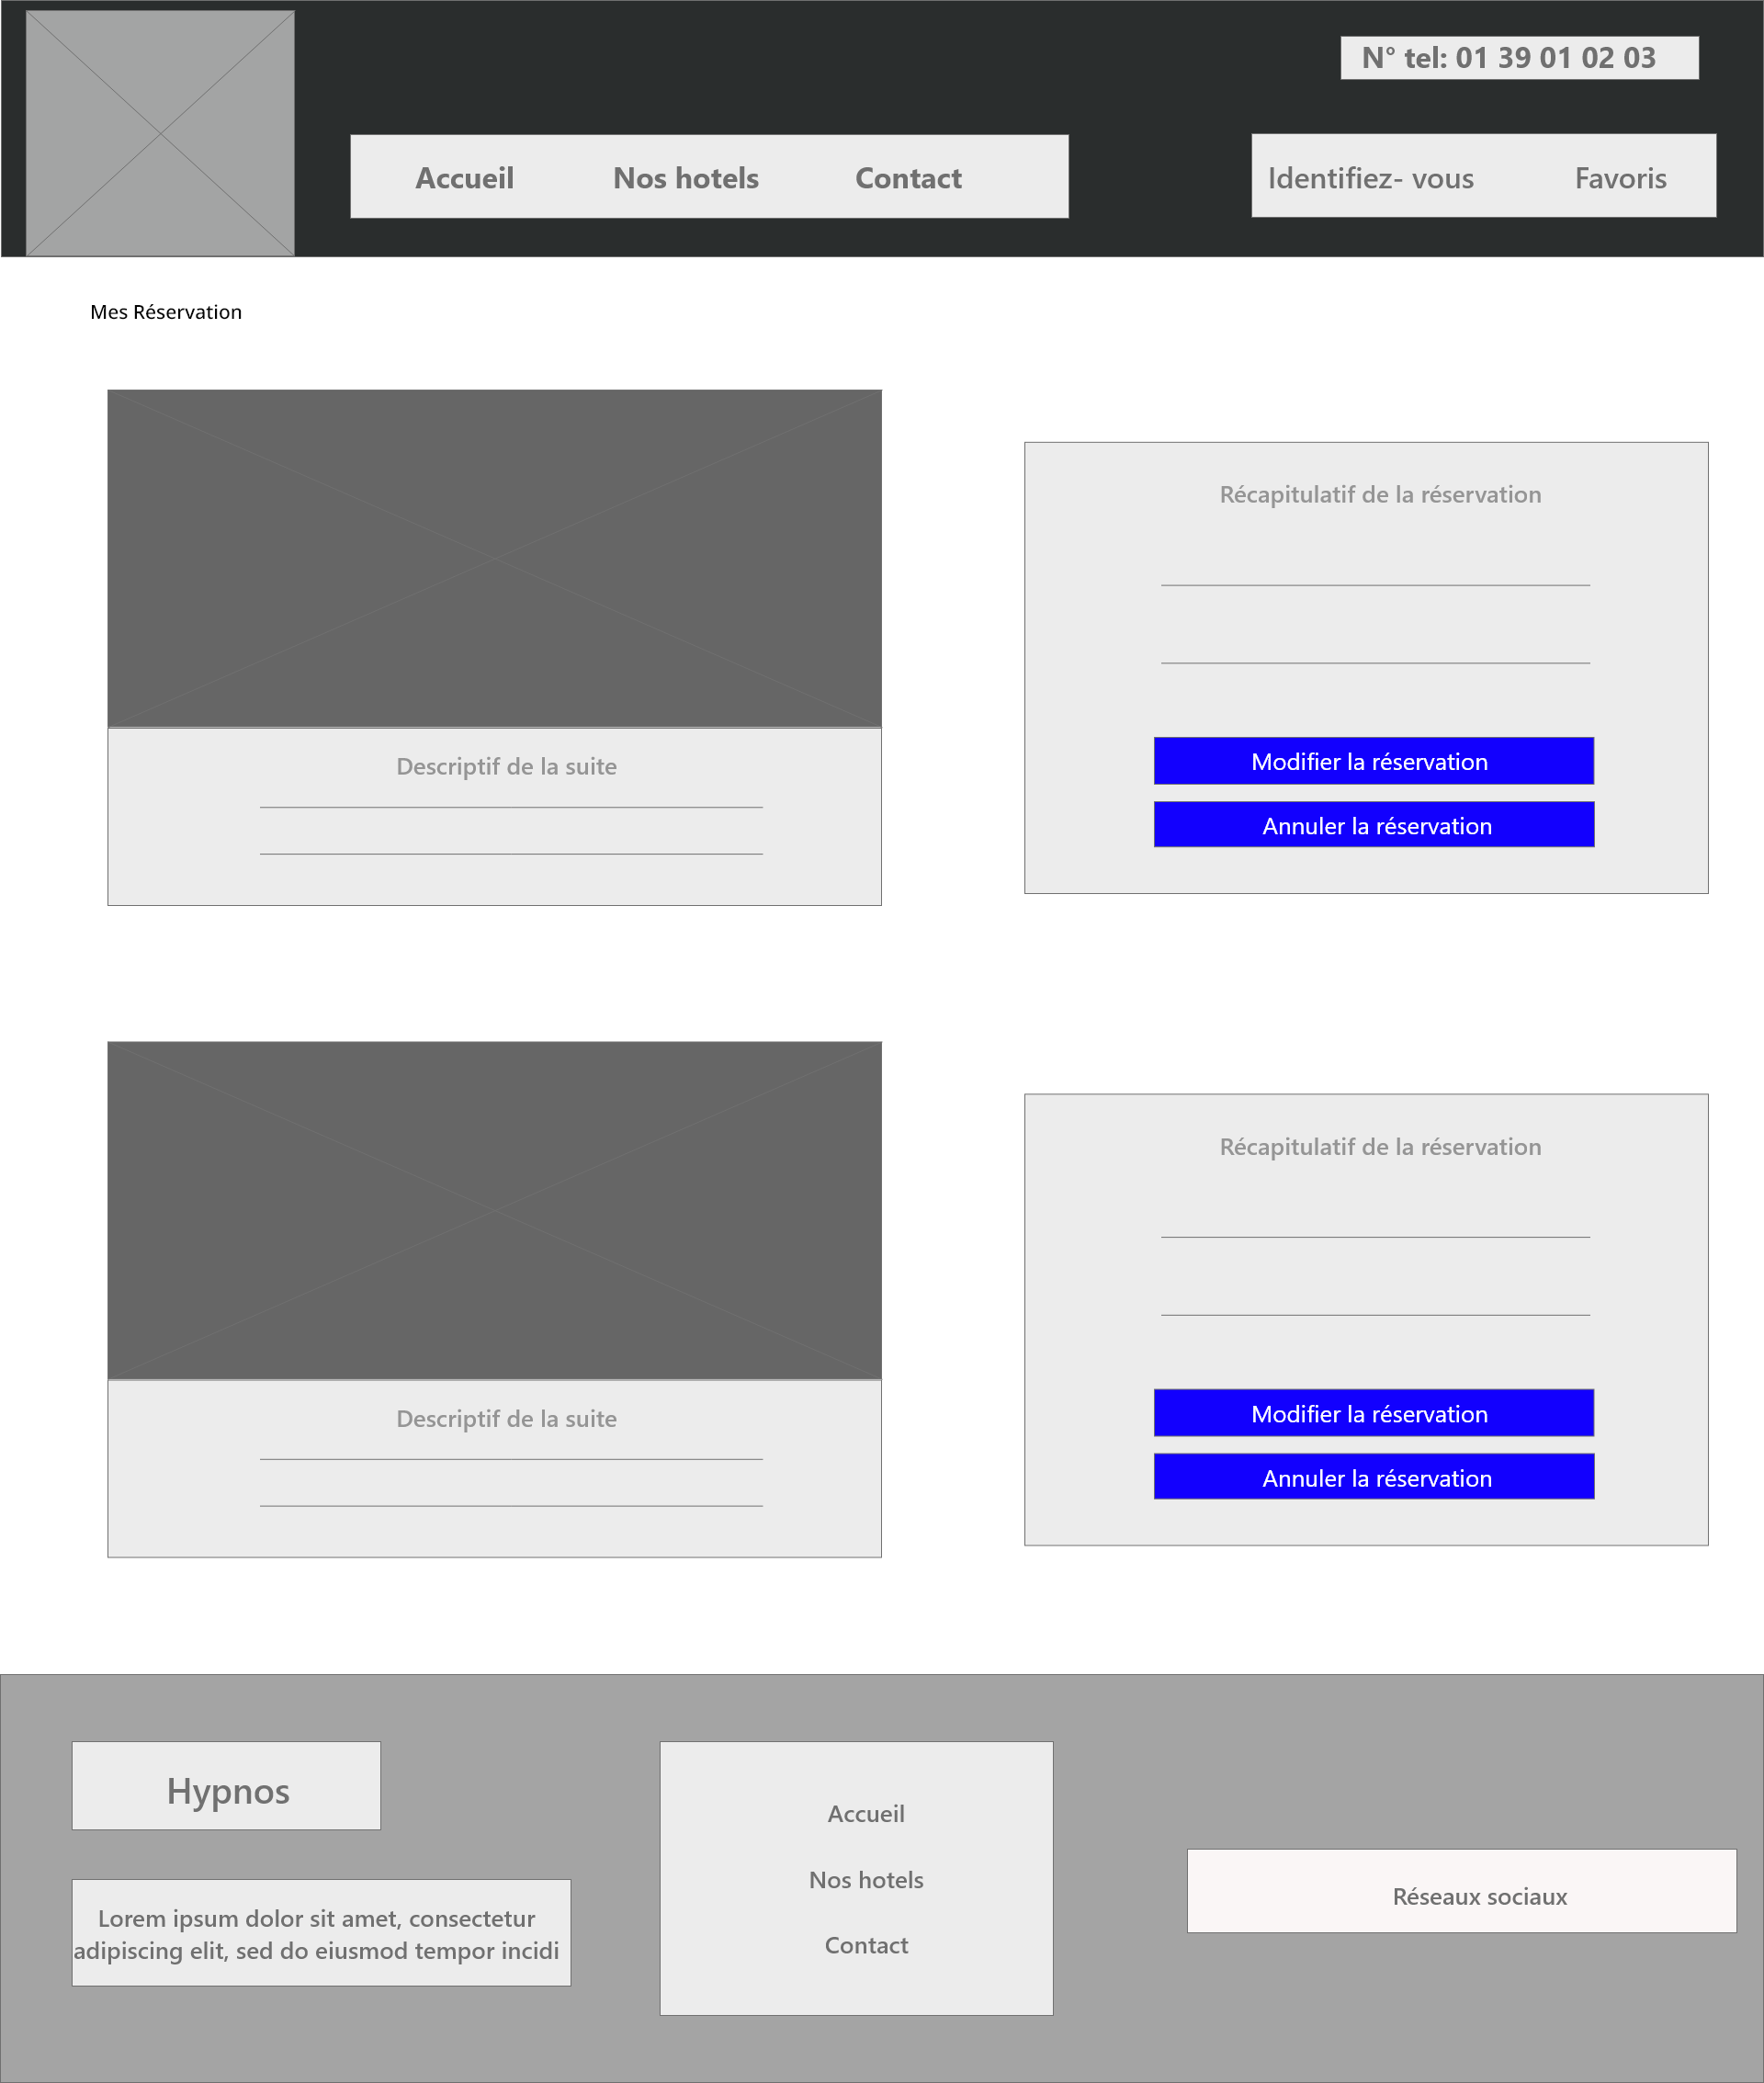 N° tel: 01 39 01 02 03
Accueil Nos hotels Contact
Identifiez- vous Favoris
Mes Réservation
Descriptif de la suite
Récapitulatif de la réservation
Modifier la réservation
Annuler la réservation
Descriptif de la suite
Récapitulatif de la réservation
Modifier la réservation
Annuler la réservation
Hypnos
Lorem ipsum dolor sit amet, consectetur
adipiscing elit, sed do eiusmod tempor incidi
Accueil
Nos hotels
Contact
Réseaux sociaux